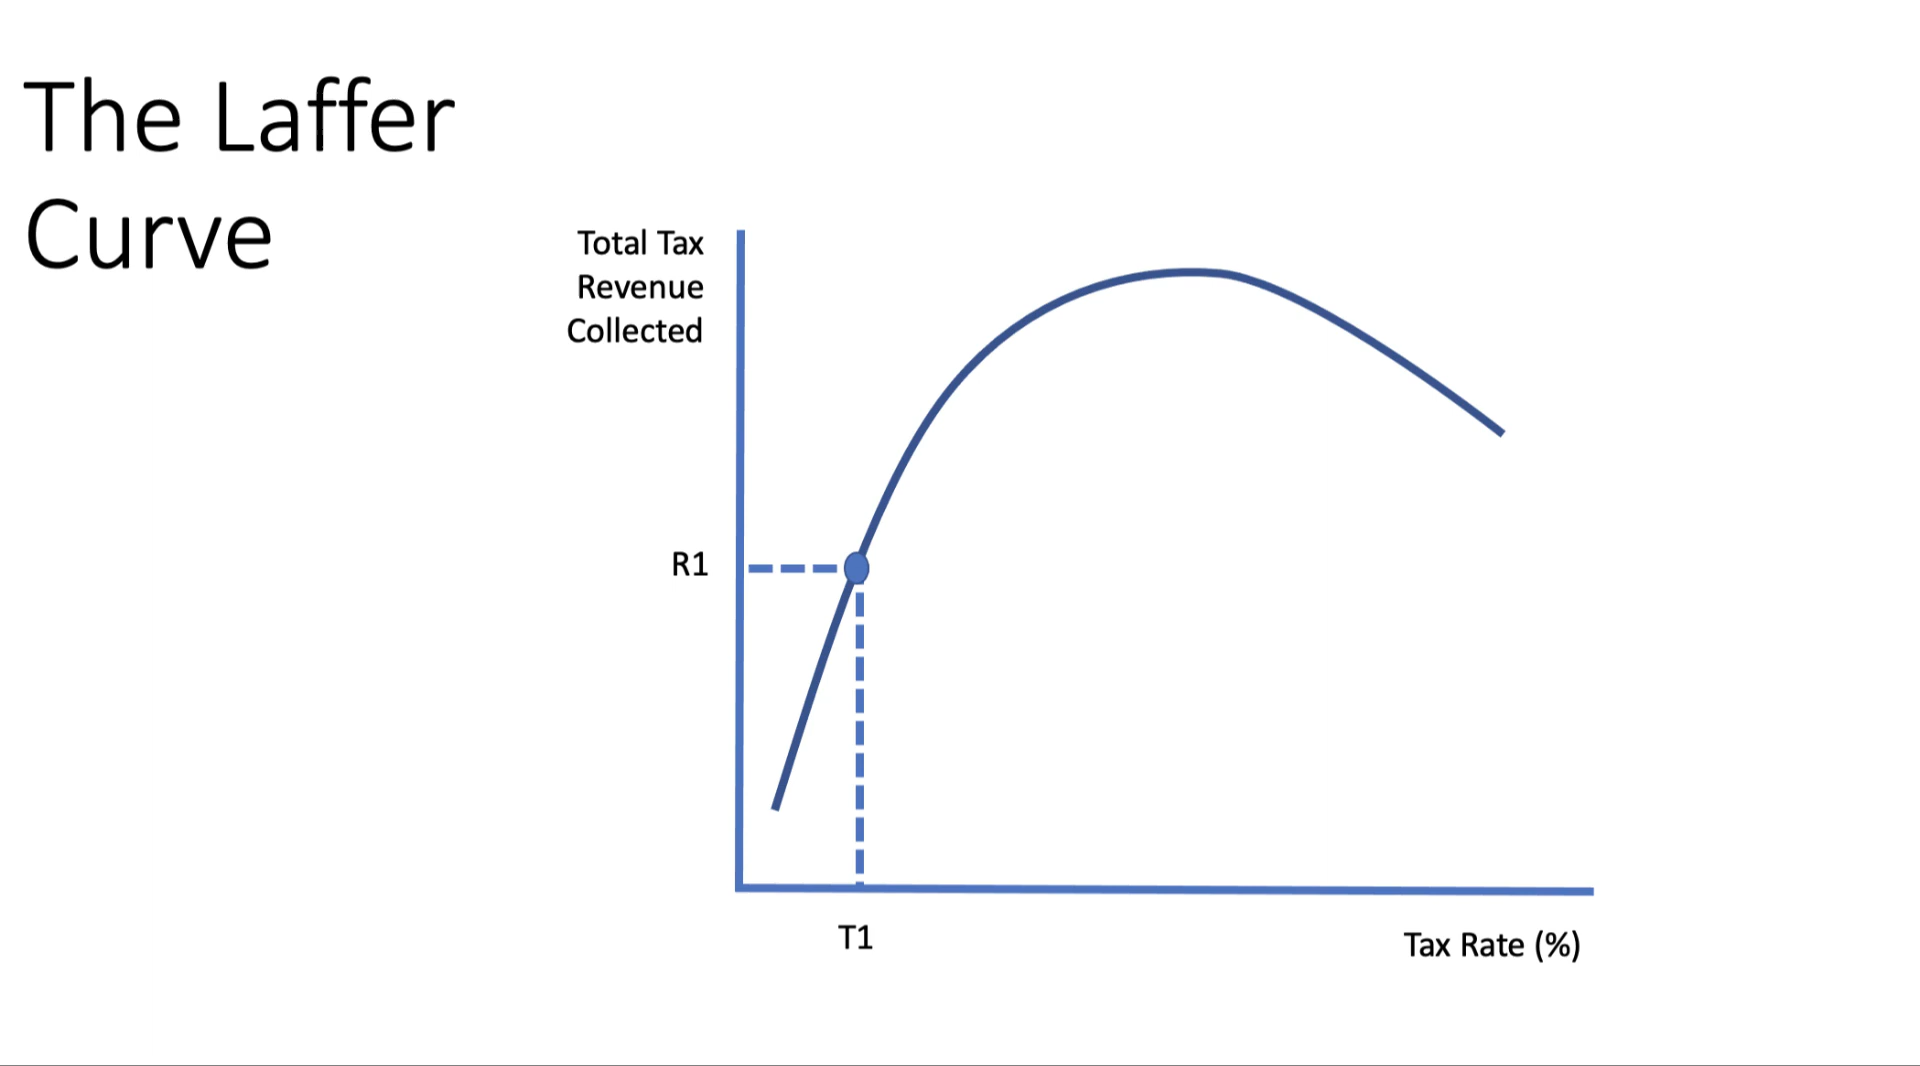 The Laffer
Curve
Total Tax
Revenue
Collected
R1
T1
Tax Rate (%)